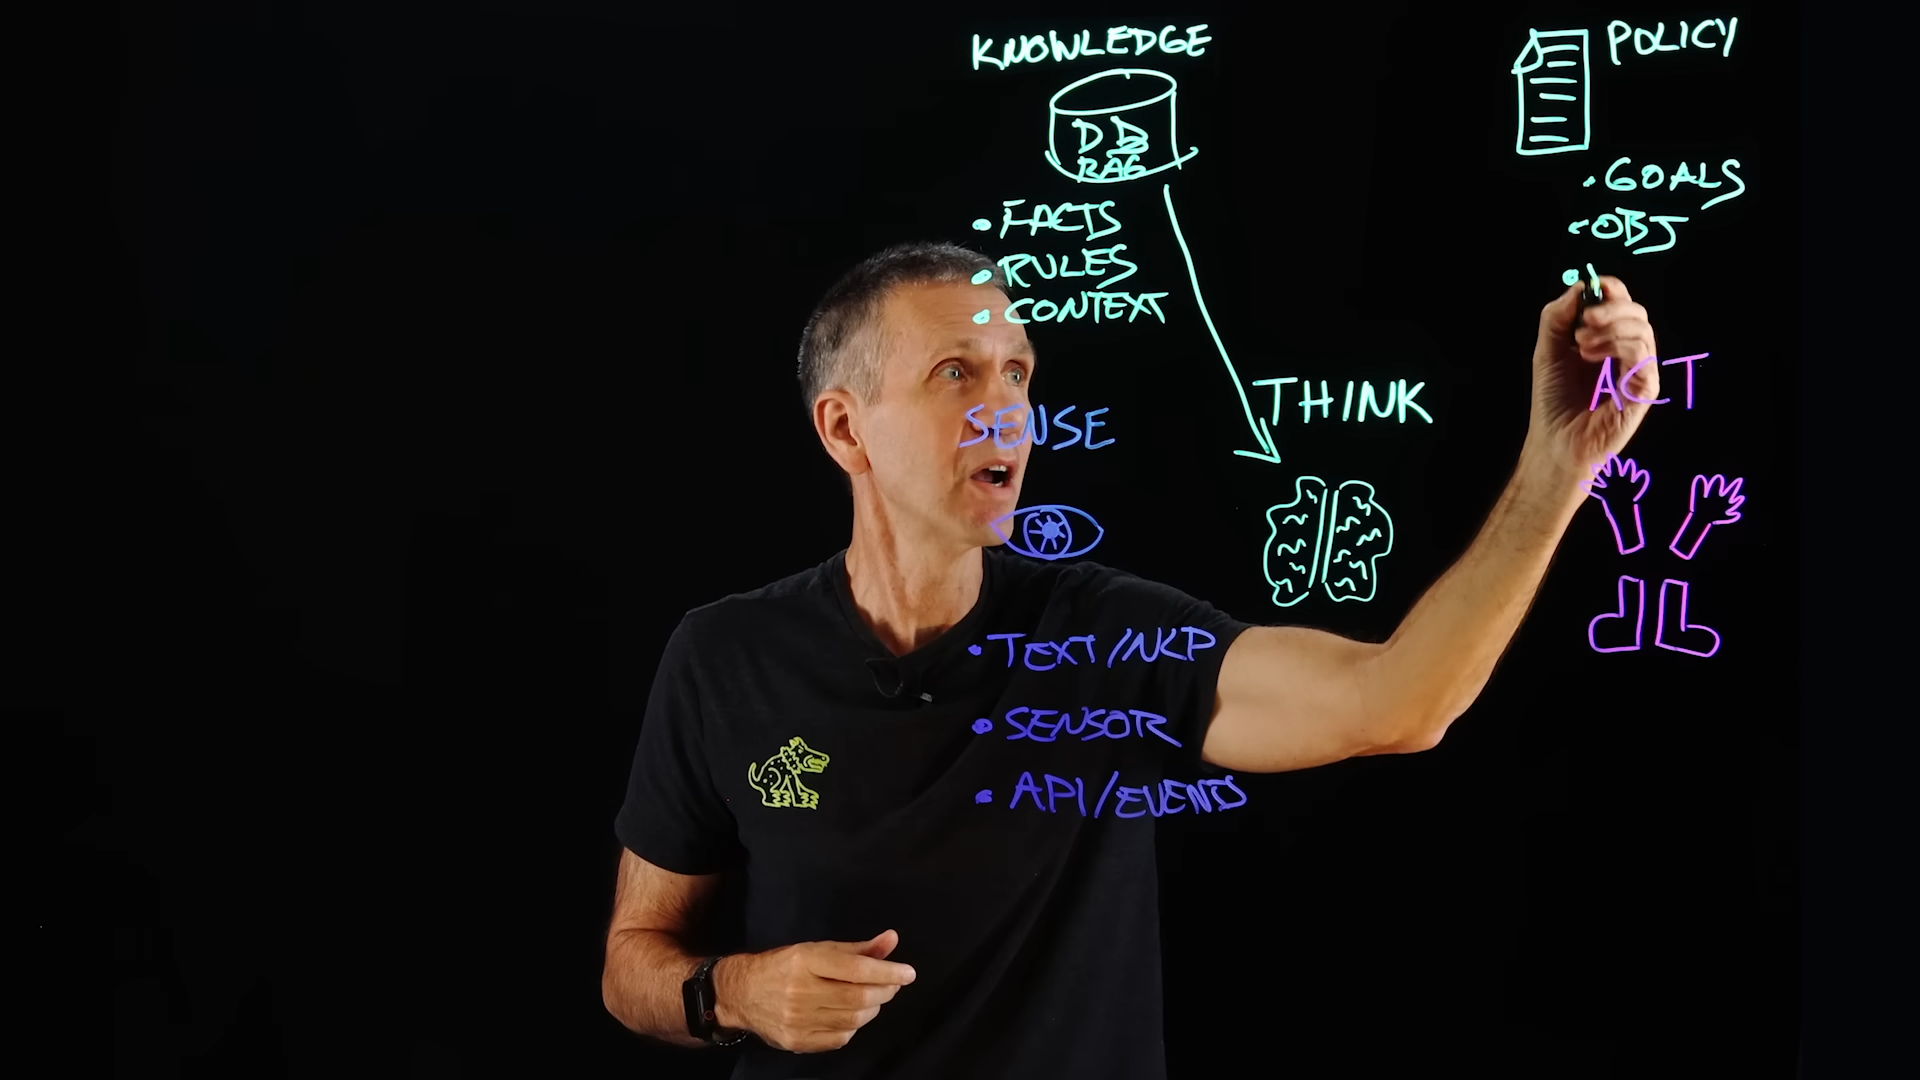 KNOWLEDGE
DB
RAG
• FACTS
• RULES
• CONTEXT
POLICY
• GOALS
• OBJ
•
THINK
SENSE
ACT
• TEXT/NLP
• SENSOR
• API/EVENTS